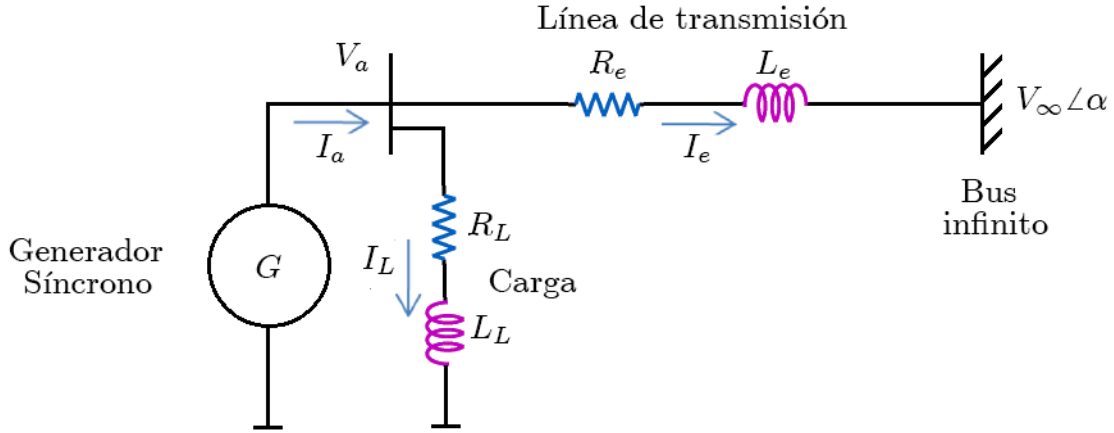 Línea de transmisión
V_a
R_e
L_e
V_∞∠α
I_a
I_e
Bus
infinito
Generador
Síncrono
G
I_L
R_L
Carga
L_L